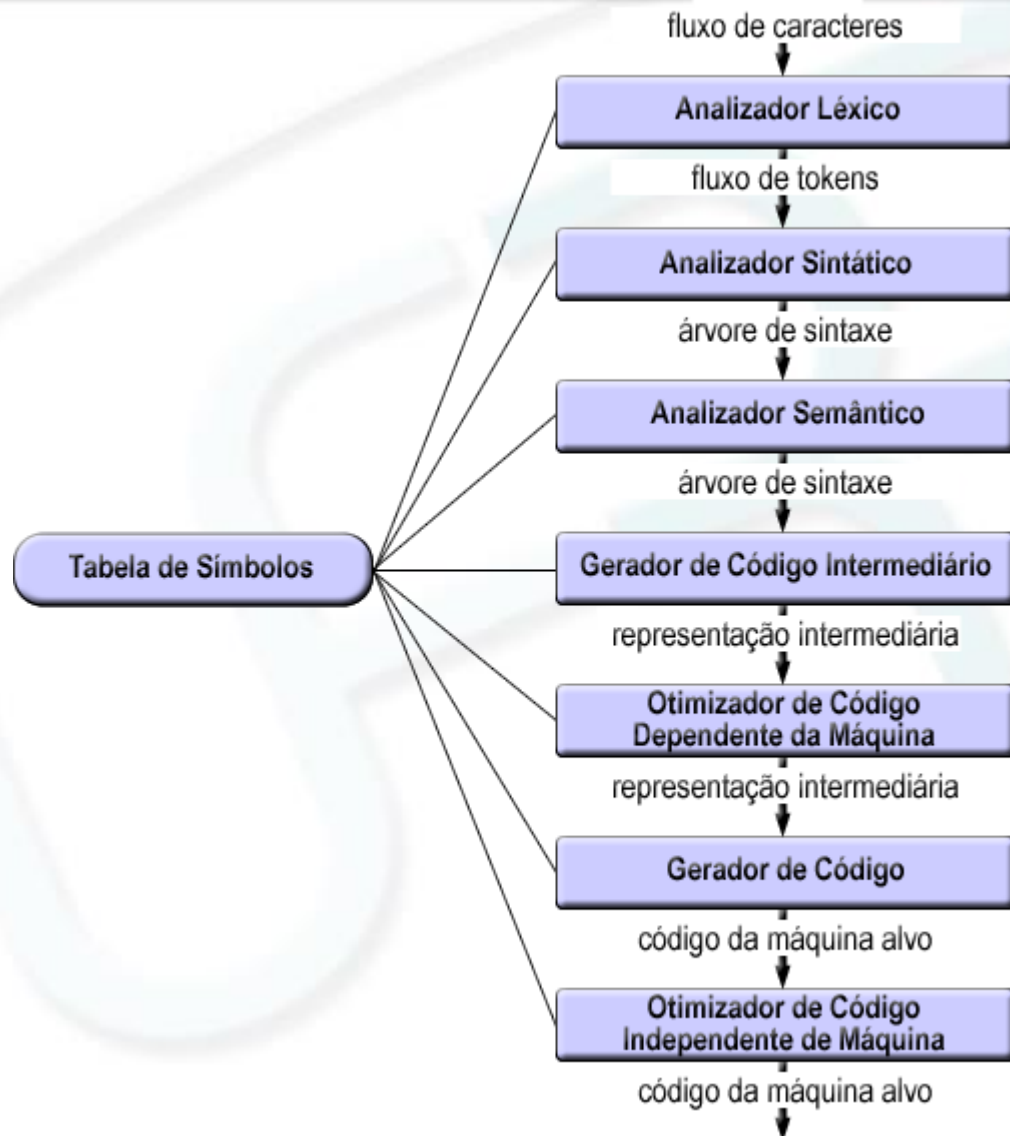 fluxo de caracteres
Analizador Léxico
fluxo de tokens
Analizador Sintático
árvore de sintaxe
Analizador Semântico
árvore de sintaxe
Tabela de Símbolos
Gerador de Código Intermediário
representação intermediária
Otimizador de Código
Dependente da Máquina
representação intermediária
Gerador de Código
código da máquina alvo
Otimizador de Código
Independente de Máquina
código da máquina alvo